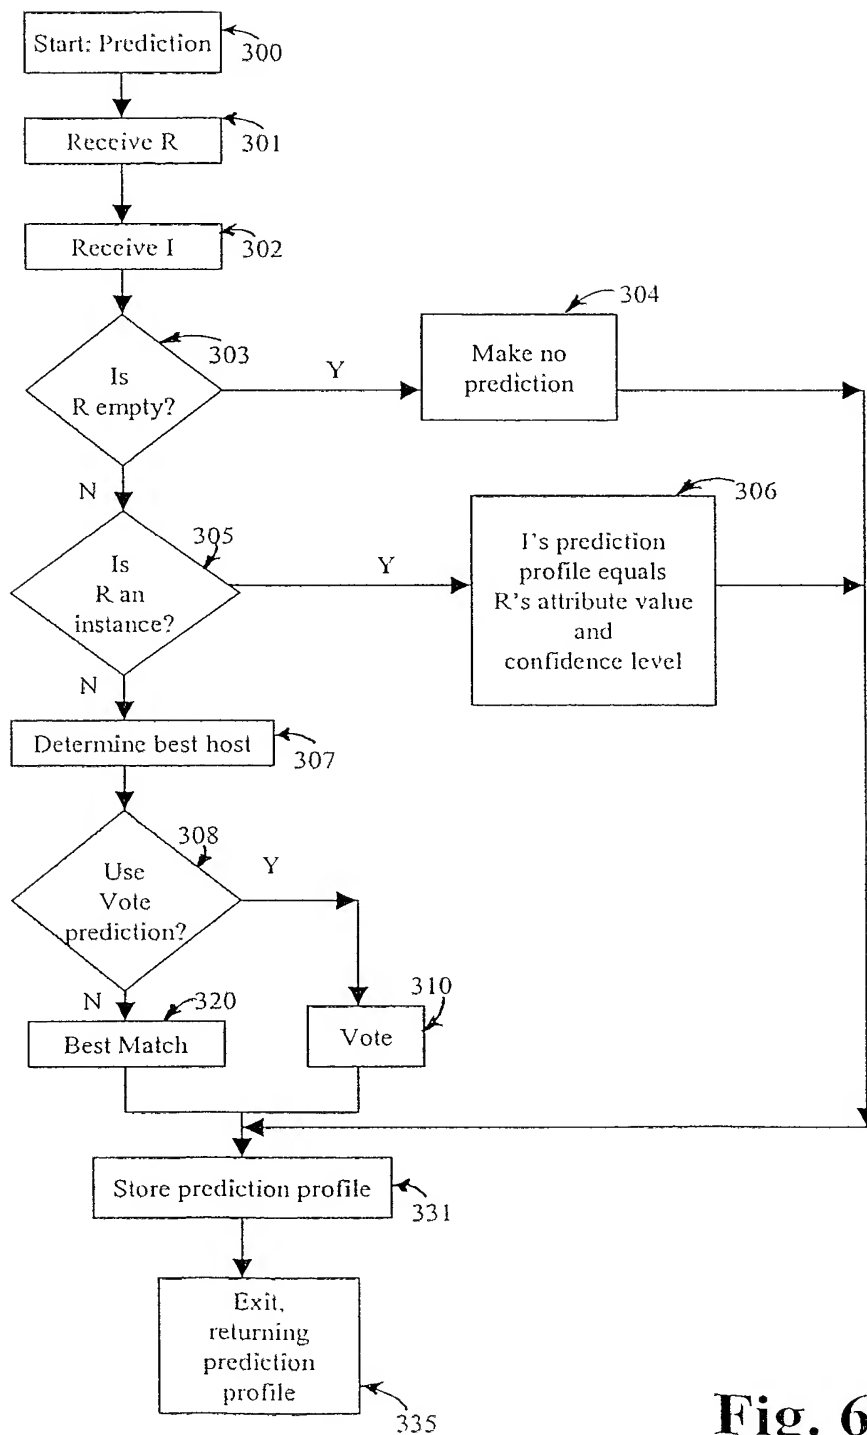 Start: Prediction
300
Receive R
301
Receive I
302
303
Is
R empty?
Y
304
Make no
prediction
N
305
Is
R an
instance?
Y
306
I's prediction
profile equals
R's attribute value
and
confidence level
N
Determine best host
307
308
Use
Vote
prediction?
Y
N
320
Best Match
310
Vote
Store prediction profile
331
Exit,
returning
prediction
profile
335
Fig. 6